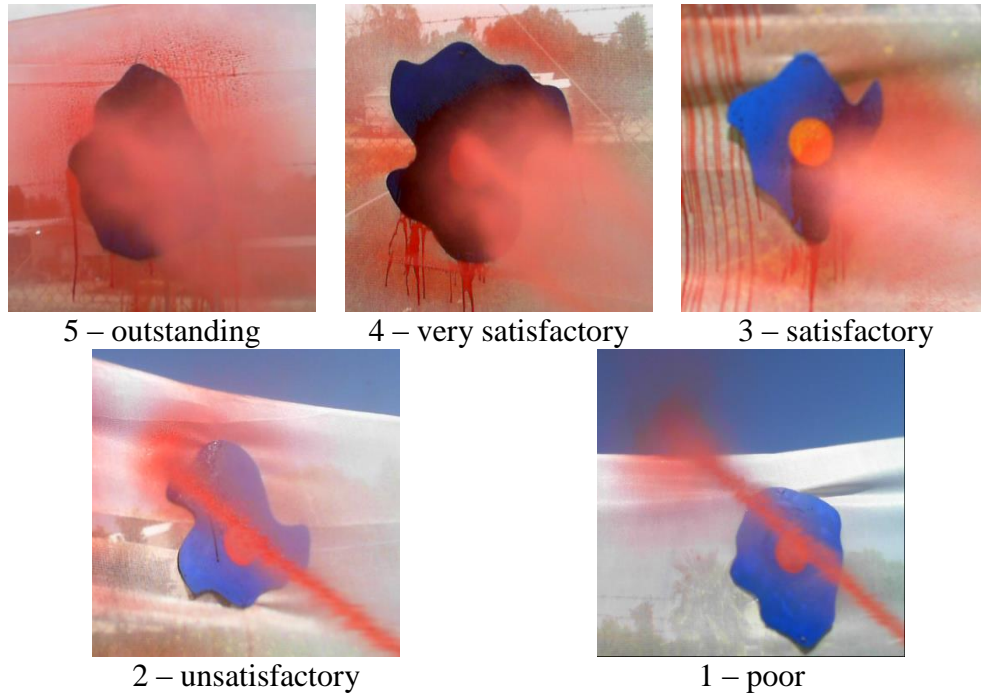 5 – outstanding
4 – very satisfactory
3 – satisfactory
2 – unsatisfactory
1 – poor